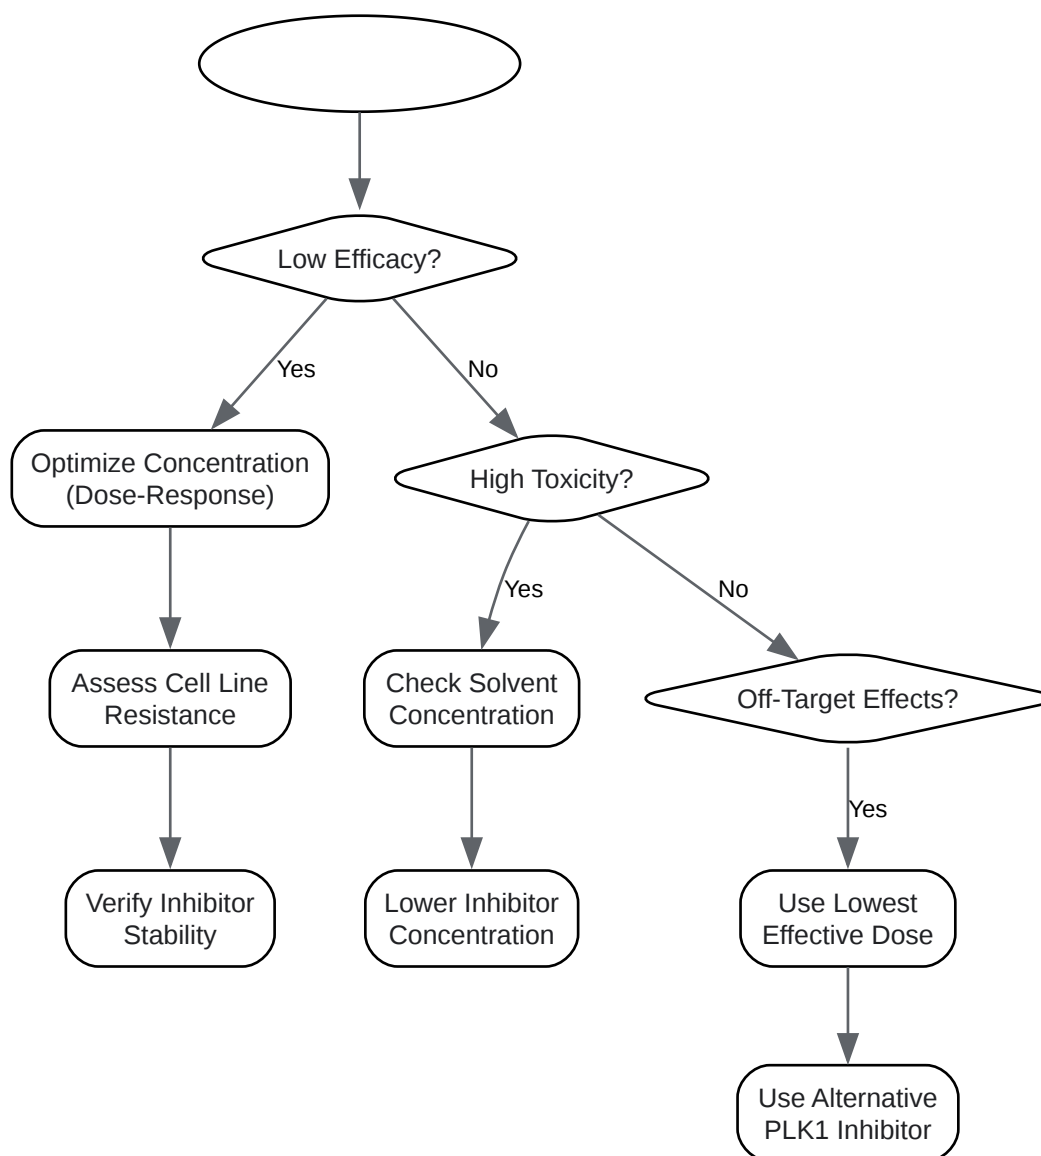 Low Efficacy?
Yes
No
Optimize Concentration
(Dose-Response)
High Toxicity?
Yes
No
Assess Cell Line
Resistance
Check Solvent
Concentration
Off-Target Effects?
Yes
Verify Inhibitor
Stability
Lower Inhibitor
Concentration
Use Lowest
Effective Dose
Use Alternative
PLK1 Inhibitor